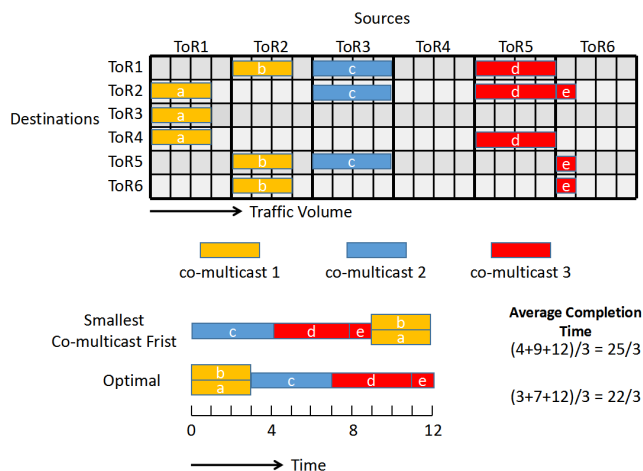 Sources
ToR1 ToR2 ToR3 ToR4 ToR5 ToR6
Destinations
ToR1 b c d
ToR2 a c d e
ToR3 a
ToR4 a d
ToR5 b c e
ToR6 b e
Traffic Volume
co-multicast 1 co-multicast 2 co-multicast 3
Smallest
Co-multicast Frist
c d e b
a
Average Completion
Time
(4+9+12)/3 = 25/3
Optimal
b
a c d e
(3+7+12)/3 = 22/3
0 4 8 12
Time